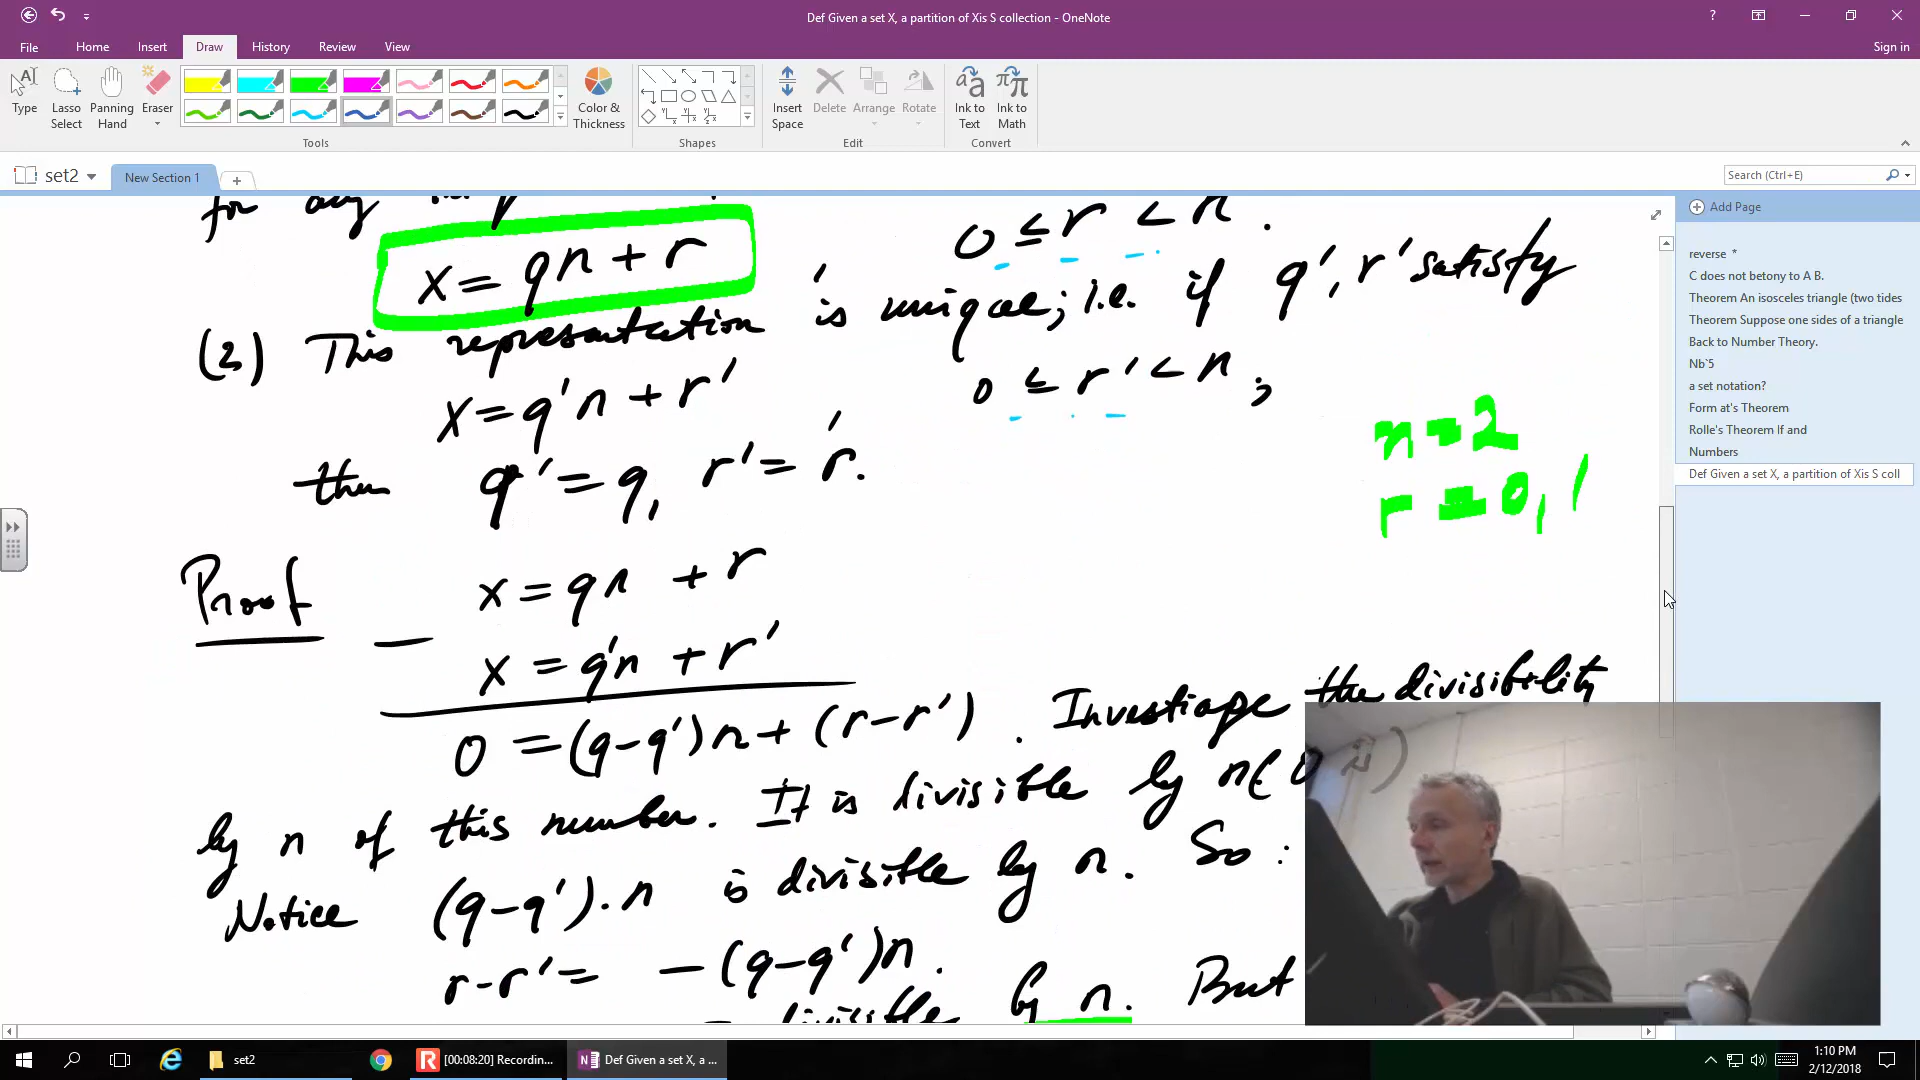 Def Given a set X, a partition of Xis S collection - OneNote
File Home Insert Draw History Review View
Sign in
Type
Lasso Select
Panning Hand
Eraser
Color & Thickness
Insert Space
Delete
Arrange
Rotate
Ink to Text
Ink to Math
Tools
Shapes
Edit
Convert
set2
New Section 1
Search (Ctrl+E)
for any
0 ≤ r < n .
x = qn + r
(2) This representation is unique; i.e. if q', r' satisfy
x = q'n + r'
0 ≤ r' < n ;
then q' = q, r' = r.
n = 2
r = 0, 1
Proof
x = qn + r
− x = q'n + r'
0 = (q-q')n + (r-r') . Investigate the divisibility
by n of this number. It is divisible by n
Notice (q-q').n is divisible by n. So :
r-r' = -(q-q')n.
divisible by n. But
Add Page
reverse *
C does not betony to A B.
Theorem An isosceles triangle (two tides
Theorem Suppose one sides of a triangle
Back to Number Theory.
Nb`5
a set notation?
Form at's Theorem
Rolle's Theorem If and
Numbers
Def Given a set X, a partition of Xis S coll
set2
[00:08:20] Recordin...
Def Given a set X, a ...
1:10 PM
2/12/2018